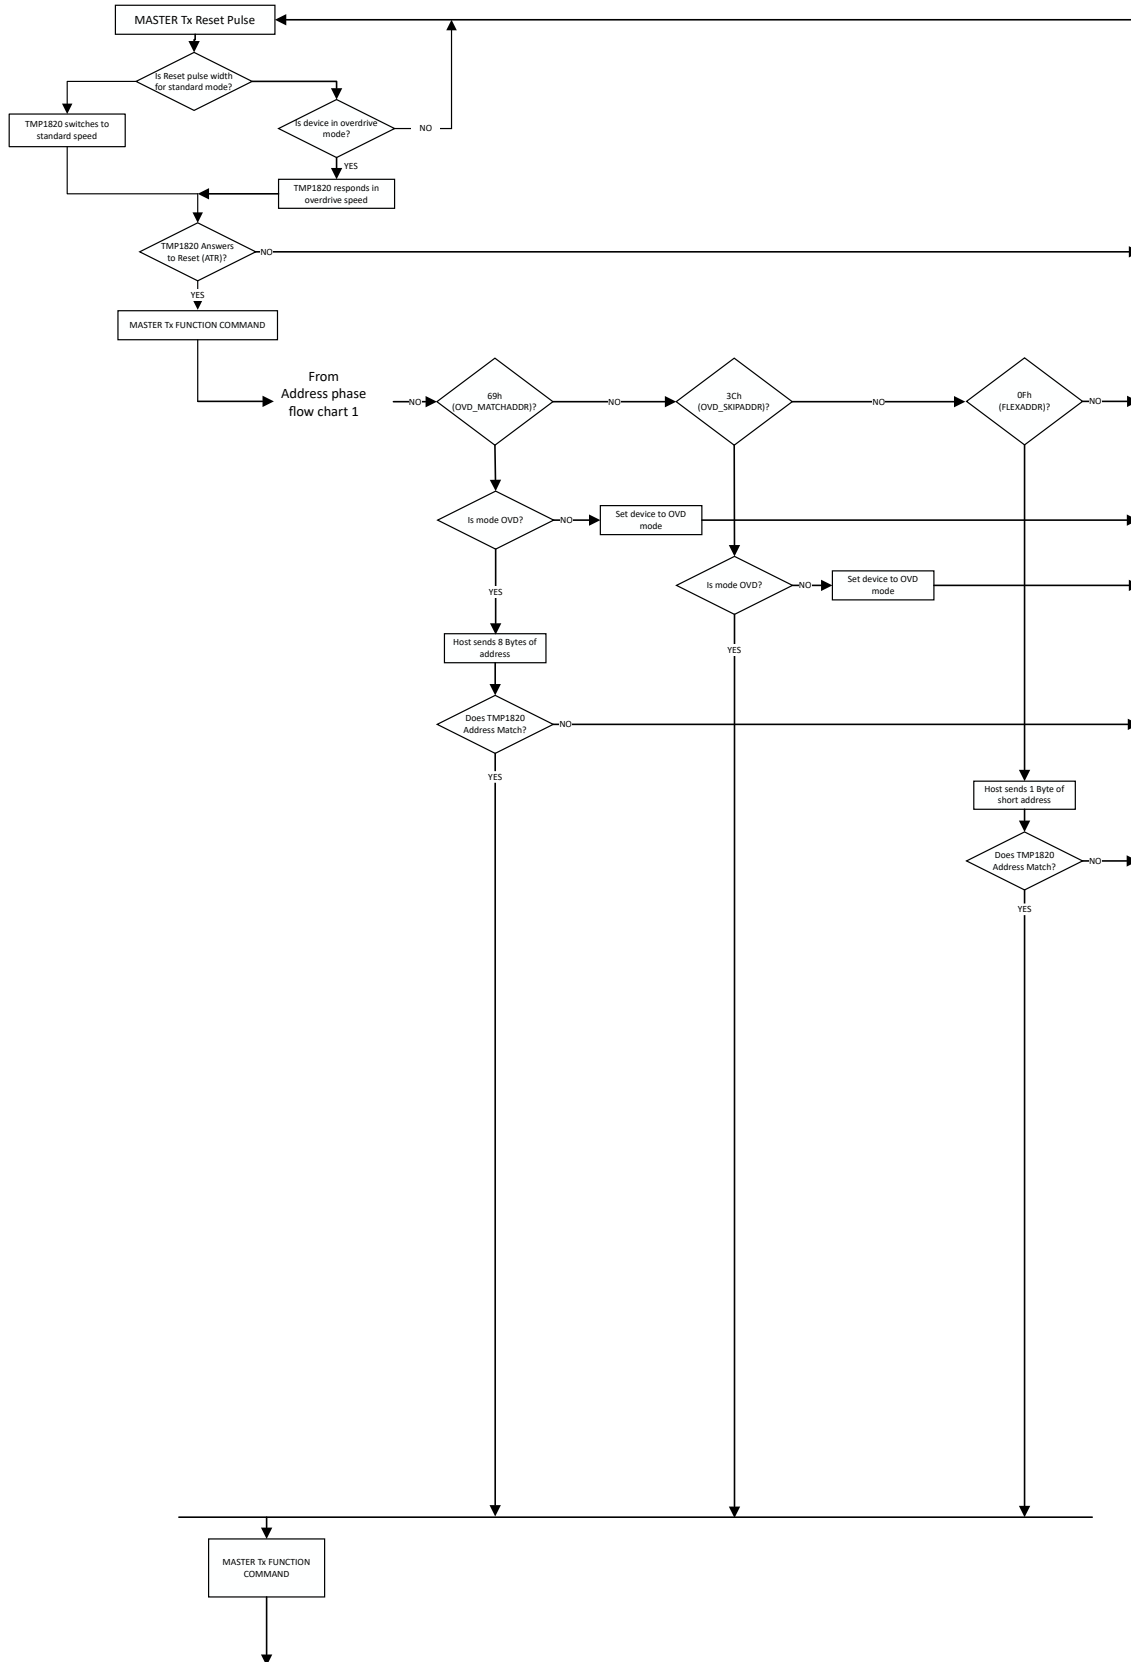 MASTER Tx Reset Pulse
Is Reset pulse width
for standard mode?
TMP1820 switches to
standard speed
Is device in overdrive
mode?
NO
YES
TMP1820 responds in
overdrive speed
TMP1820 Answers
to Reset (ATR)?
NO
YES
MASTER Tx FUNCTION COMMAND
From
Address phase
flow chart 1
NO
69h
(OVD_MATCHADDR)?
NO
3Ch
(OVD_SKIPADDR)?
NO
0Fh
(FLEXADDR)?
NO
Is mode OVD?
NO
Set device to OVD
mode
Is mode OVD?
NO
Set device to OVD
mode
YES
Host sends 8 Bytes of
address
YES
Does TMP1820
Address Match?
NO
YES
Host sends 1 Byte of
short address
Does TMP1820
Address Match?
NO
YES
MASTER Tx FUNCTION
COMMAND